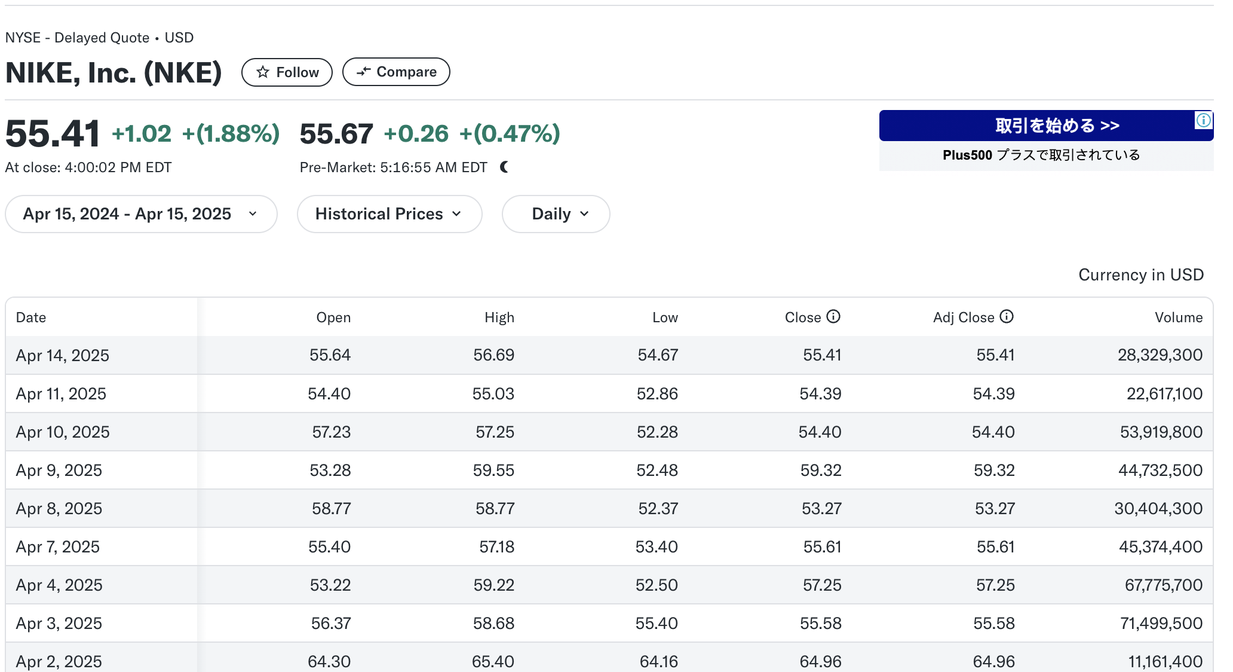 NYSE - Delayed Quote • USD
NIKE, Inc. (NKE) Follow Compare
55.41 +1.02 +(1.88%) 55.67 +0.26 +(0.47%)
At close: 4:00:02 PM EDT Pre-Market: 5:16:55 AM EDT
取引を始める >>
Plus500 プラスで取引されている
Apr 15, 2024 - Apr 15, 2025 Historical Prices Daily
Currency in USD
Date Open High Low Close Adj Close Volume
Apr 14, 2025 55.64 56.69 54.67 55.41 55.41 28,329,300
Apr 11, 2025 54.40 55.03 52.86 54.39 54.39 22,617,100
Apr 10, 2025 57.23 57.25 52.28 54.40 54.40 53,919,800
Apr 9, 2025 53.28 59.55 52.48 59.32 59.32 44,732,500
Apr 8, 2025 58.77 58.77 52.37 53.27 53.27 30,404,300
Apr 7, 2025 55.40 57.18 53.40 55.61 55.61 45,374,400
Apr 4, 2025 53.22 59.22 52.50 57.25 57.25 67,775,700
Apr 3, 2025 56.37 58.68 55.40 55.58 55.58 71,499,500
Apr 2, 2025 64.30 65.40 64.16 64.96 64.96 11,161,400